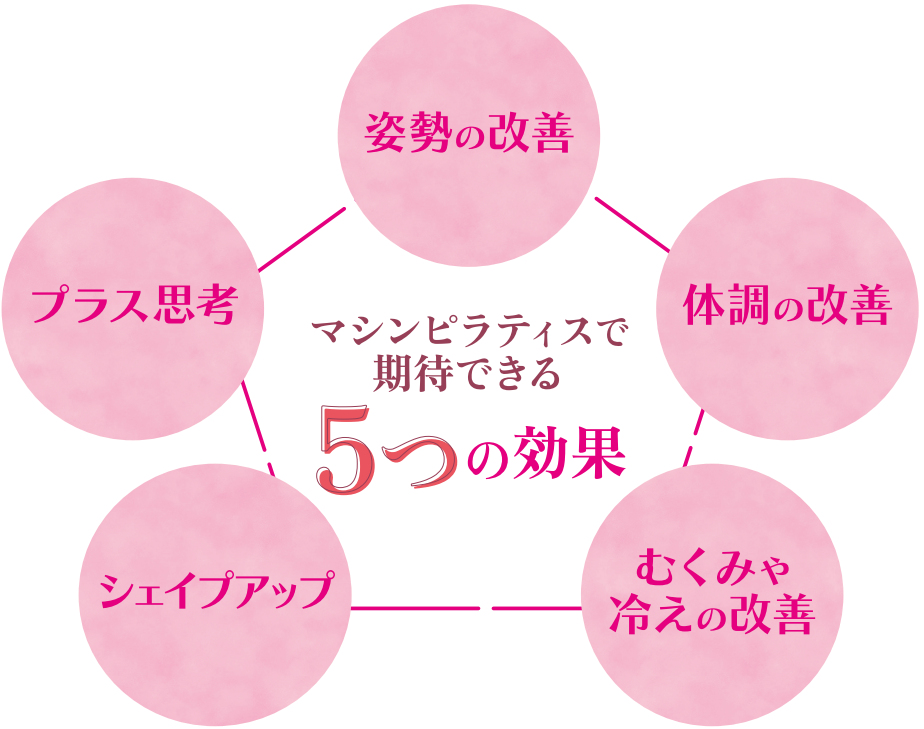 姿勢の改善
プラス思考
体調の改善
マシンピラティスで
期待できる
5つの効果
シェイプアップ
むくみや
冷えの改善